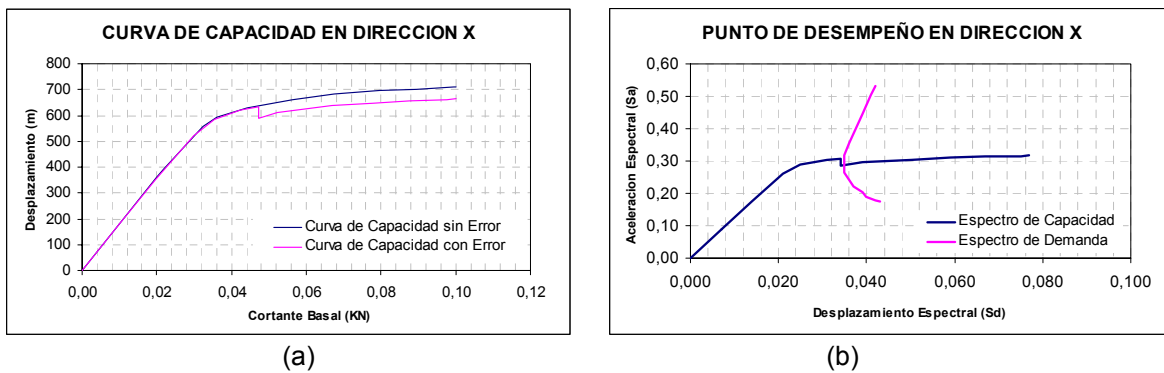 CURVA DE CAPACIDAD EN DIRECCION X
800
700
600
500
400
300
200
100
0
Desplazamiento (m)
0,00 0,02 0,04 0,06 0,08 0,10 0,12
Cortante Basal (KN)
Curva de Capacidad sin Error
Curva de Capacidad con Error
(a)
PUNTO DE DESEMPEÑO EN DIRECCION X
0,60
0,50
0,40
0,30
0,20
0,10
0,00
Aceleracion Espectral (Sa)
0,000 0,020 0,040 0,060 0,080 0,100
Desplazamiento Espectral (Sd)
Espectro de Capacidad
Espectro de Demanda
(b)